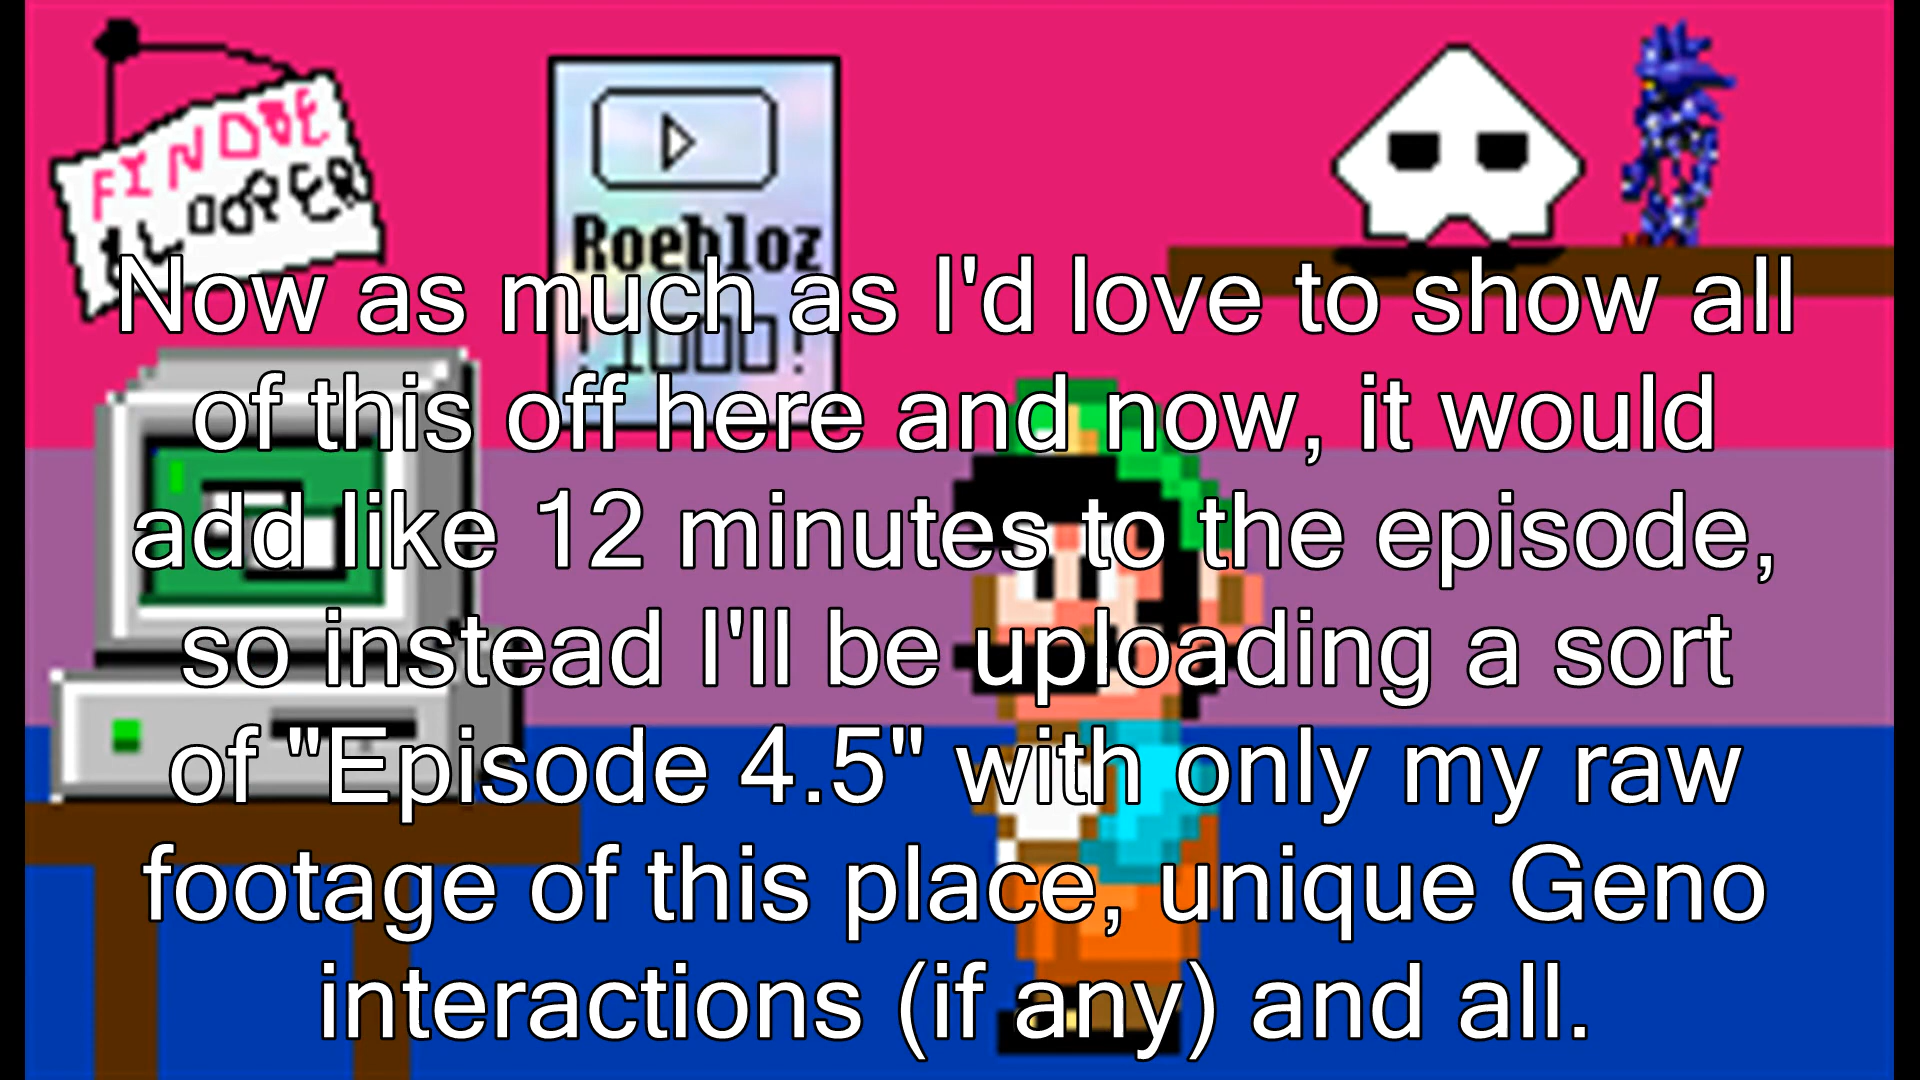 FINDBE
Roebloz
!1000!
Now as much as I'd love to show all
of this off here and now, it would
add like 12 minutes to the episode,
so instead I'll be uploading a sort
of "Episode 4.5" with only my raw
footage of this place, unique Geno
interactions (if any) and all.